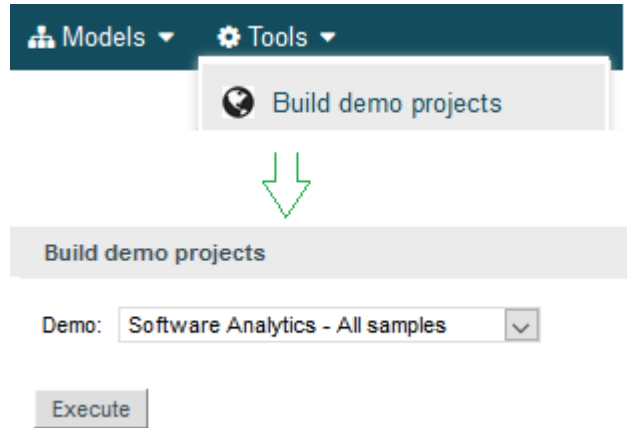 Models Tools
Build demo projects
Build demo projects
Demo: Software Analytics - All samples
Execute